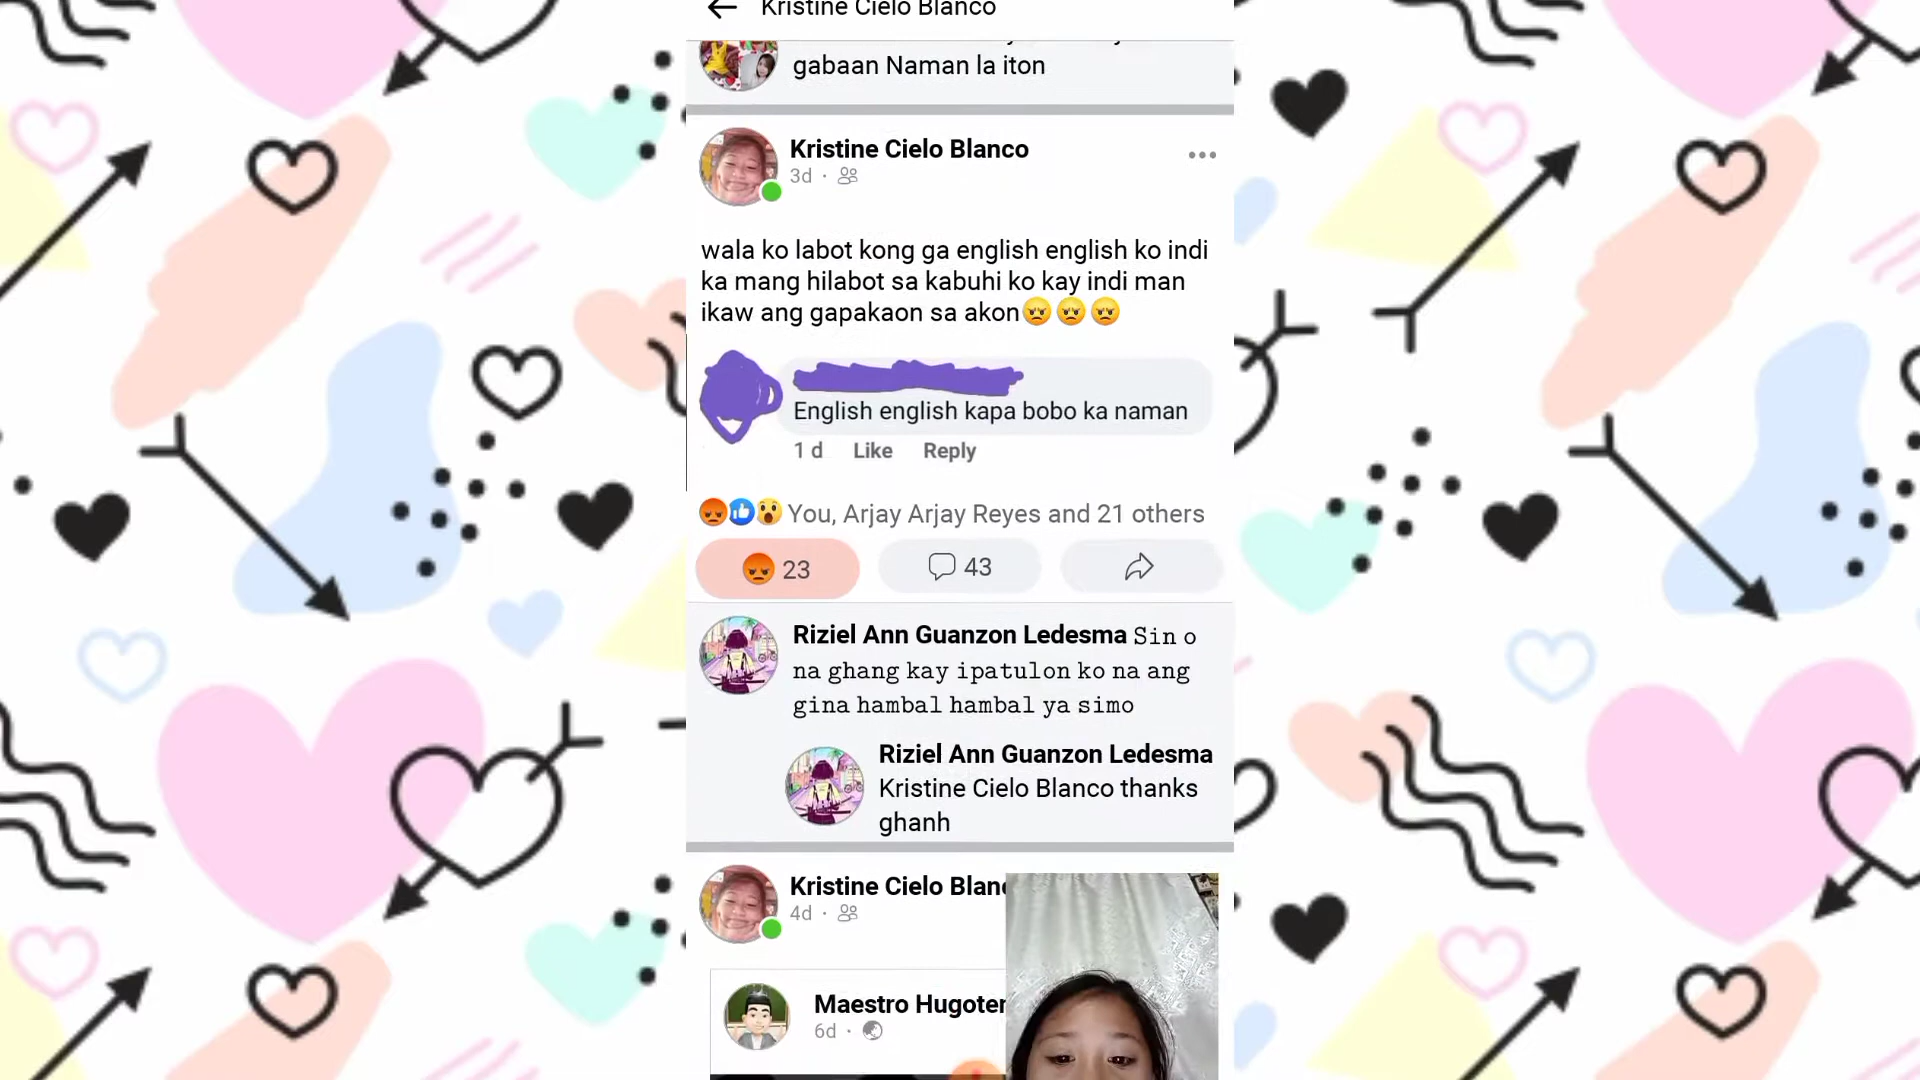 Kristine Cielo Blanco
gabaan Naman la iton
Kristine Cielo Blanco
3d ·
wala ko labot kong ga english english ko indi
ka mang hilabot sa kabuhi ko kay indi man
ikaw ang gapakaon sa akon😠😠😠
English english kapa bobo ka naman
1 d Like Reply
You, Arjay Arjay Reyes and 21 others
23 43
Riziel Ann Guanzon Ledesma Sin o
na ghang kay ipatulon ko na ang
gina hambal hambal ya simo
Riziel Ann Guanzon Ledesma
Kristine Cielo Blanco thanks
ghanh
Kristine Cielo Blanc
4d ·
Maestro Hugoter
6d ·